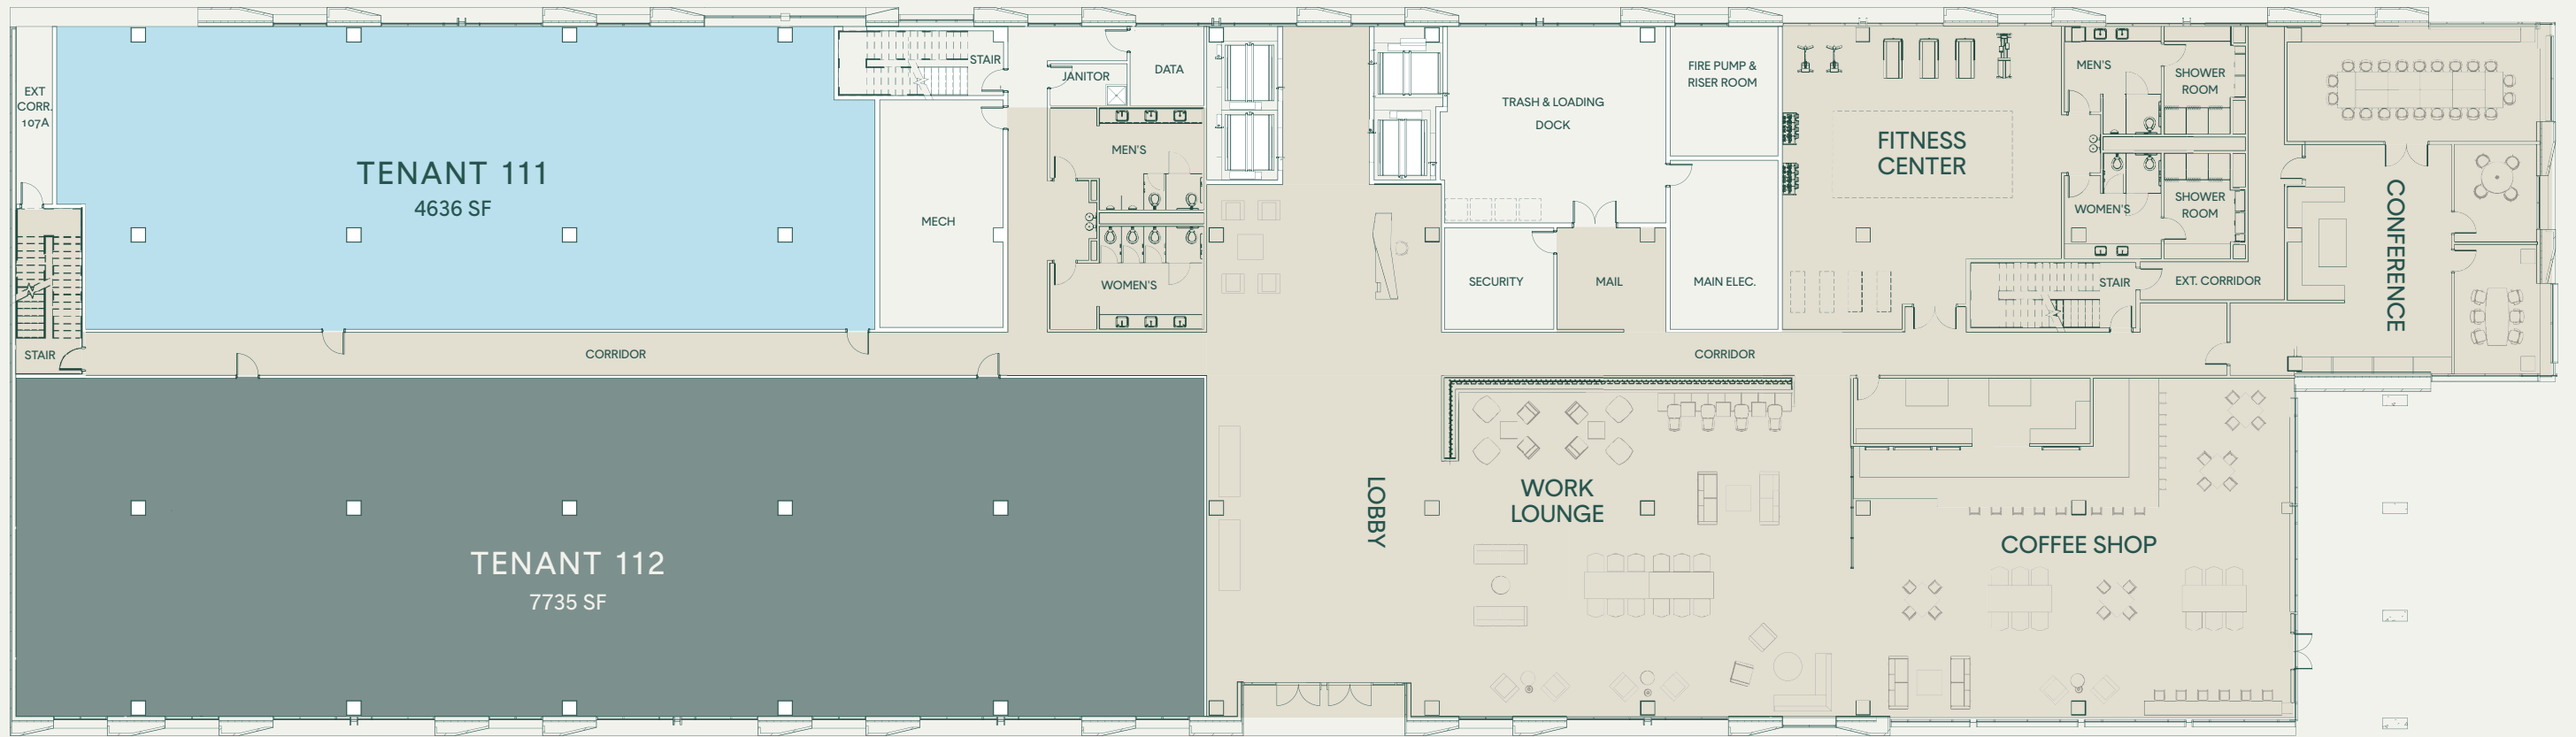 EXT
CORR.
107A
TENANT 111
4636 SF
STAIR
JANITOR
DATA
MECH
MEN'S
WOMEN'S
TRASH & LOADING
DOCK
FIRE PUMP &
RISER ROOM
SECURITY
MAIL
MAIN ELEC.
FITNESS
CENTER
MEN'S
SHOWER
ROOM
WOMEN'S
SHOWER
ROOM
STAIR
EXT. CORRIDOR
CONFERENCE
STAIR
CORRIDOR
CORRIDOR
TENANT 112
7735 SF
LOBBY
WORK
LOUNGE
COFFEE SHOP